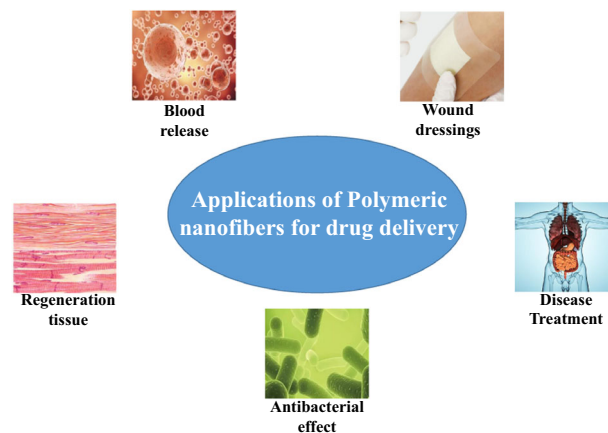 Blood
release
Wound
dressings
Applications of Polymeric
nanofibers for drug delivery
Regeneration
tissue
Disease
Treatment
Antibacterial
effect